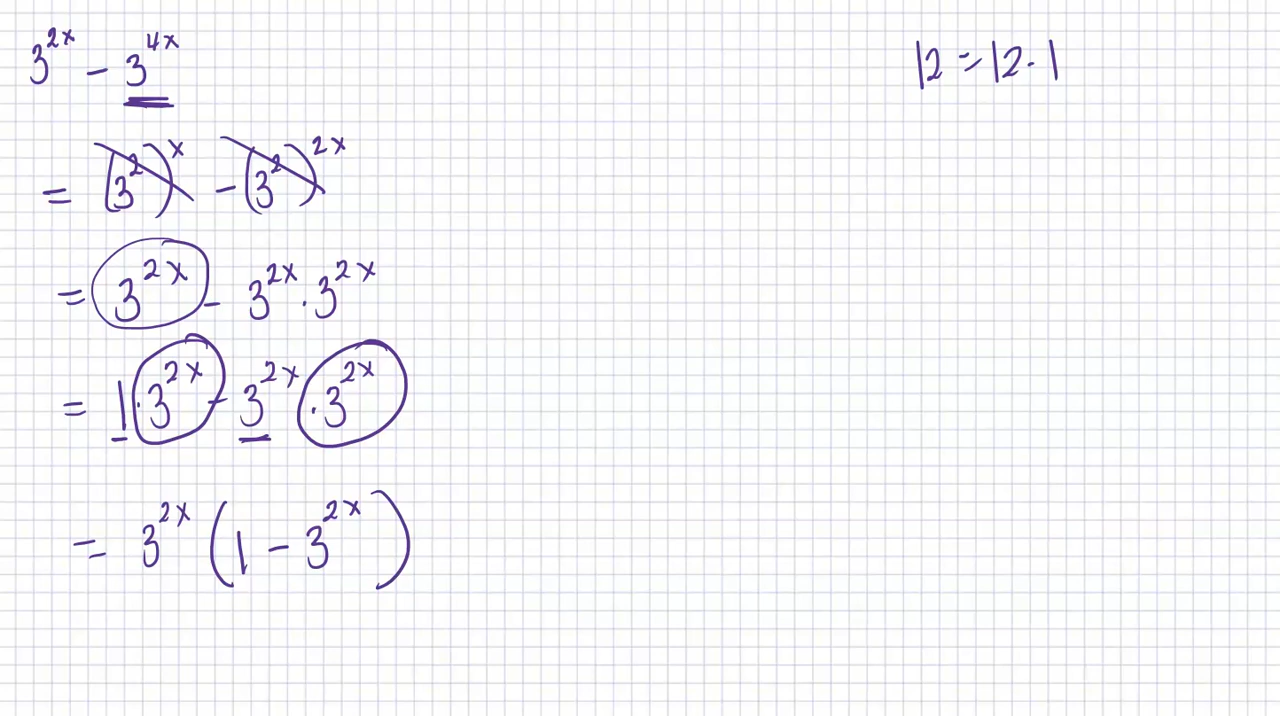 3^{2x} - 3^{4x}
12 = 12 · 1
= (3^2)^x - (3^2)^{2x}
= 3^{2x} - 3^{2x} · 3^{2x}
= 1 · 3^{2x} - 3^{2x} · 3^{2x}
= 3^{2x} (1 - 3^{2x})